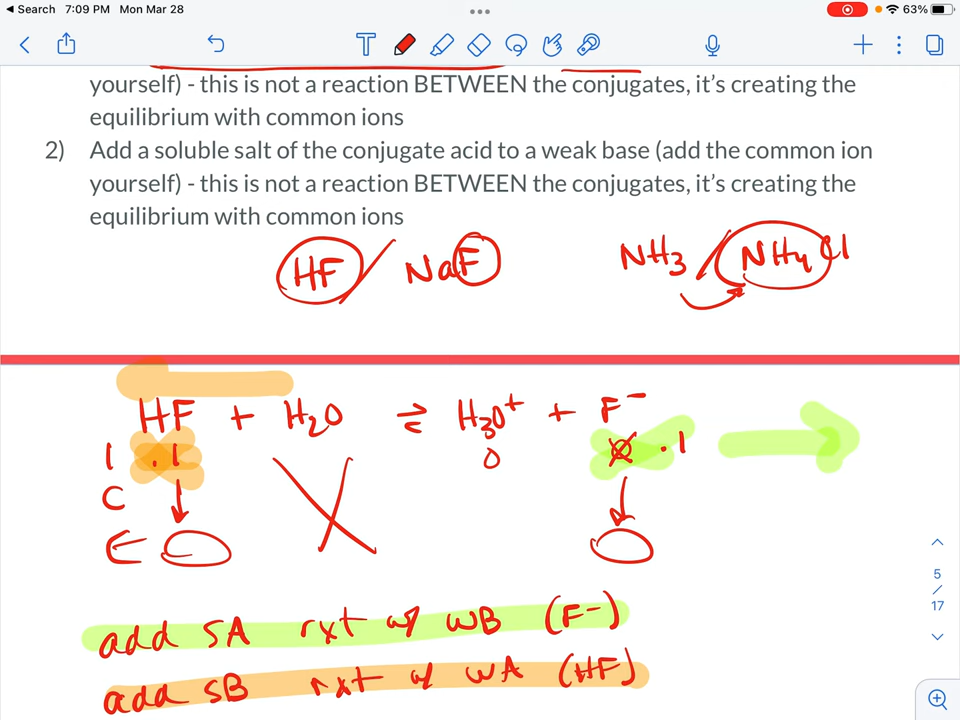 Search 7:09 PM Mon Mar 28 63%
yourself) - this is not a reaction BETWEEN the conjugates, it's creating the
equilibrium with common ions
2) Add a soluble salt of the conjugate acid to a weak base (add the common ion
yourself) - this is not a reaction BETWEEN the conjugates, it's creating the
equilibrium with common ions
HF / NaF NH3 / NH4Cl
HF + H2O ⇌ H3O+ + F-
I .1 0 0 .1
C
E
5
/
17
add SA rxt w/ WB (F-)
add SB rxt w/ WA (HF)